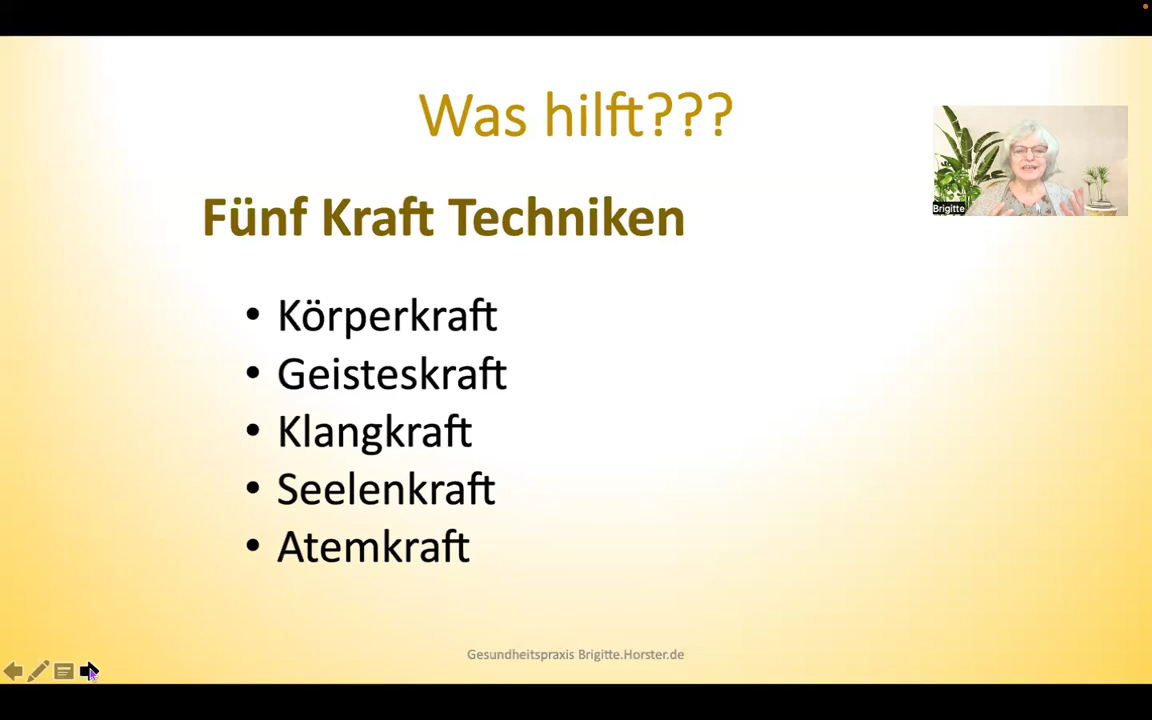 Was hilft???
Brigitte
Fünf Kraft Techniken
• Körperkraft
• Geisteskraft
• Klangkraft
• Seelenkraft
• Atemkraft
Gesundheitspraxis Brigitte.Horster.de